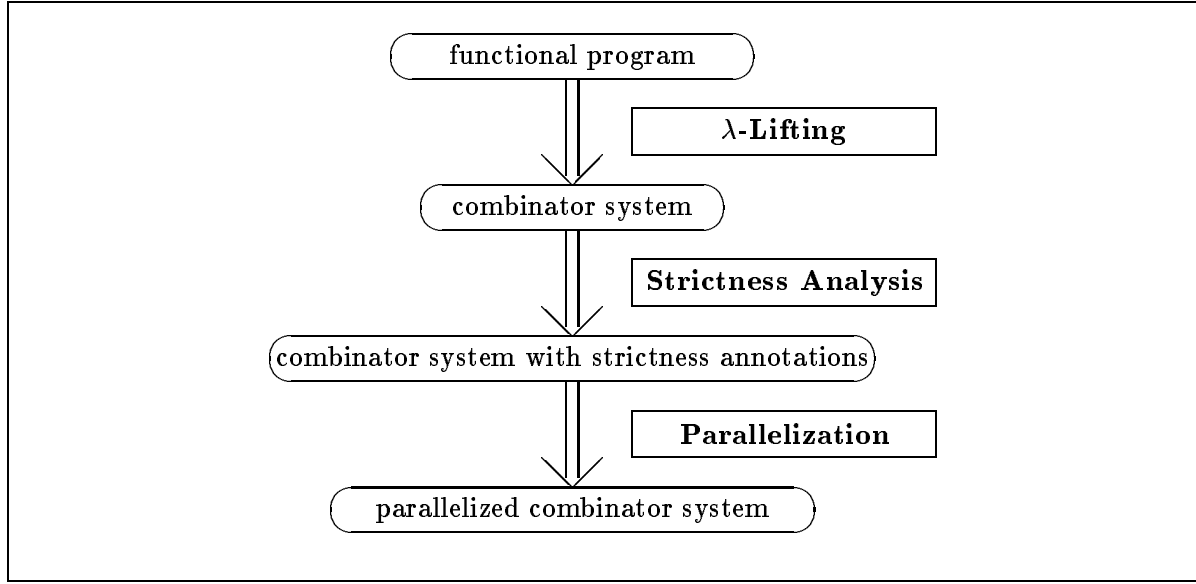 functional program
λ-Lifting
combinator system
Strictness Analysis
combinator system with strictness annotations
Parallelization
parallelized combinator system